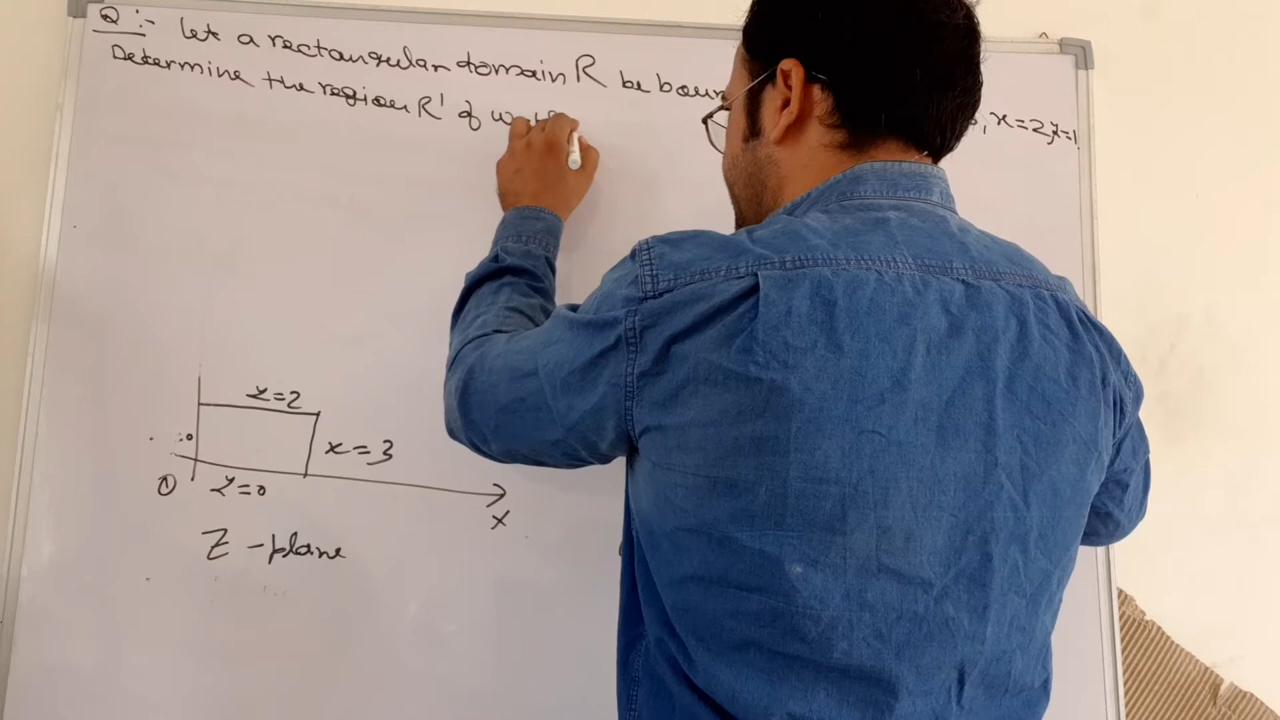 Q :- let a rectangular domain R be boun , x=2, y=1
Determine the region R' of w-
y=2
x=3
O y=0
x
Z-plane